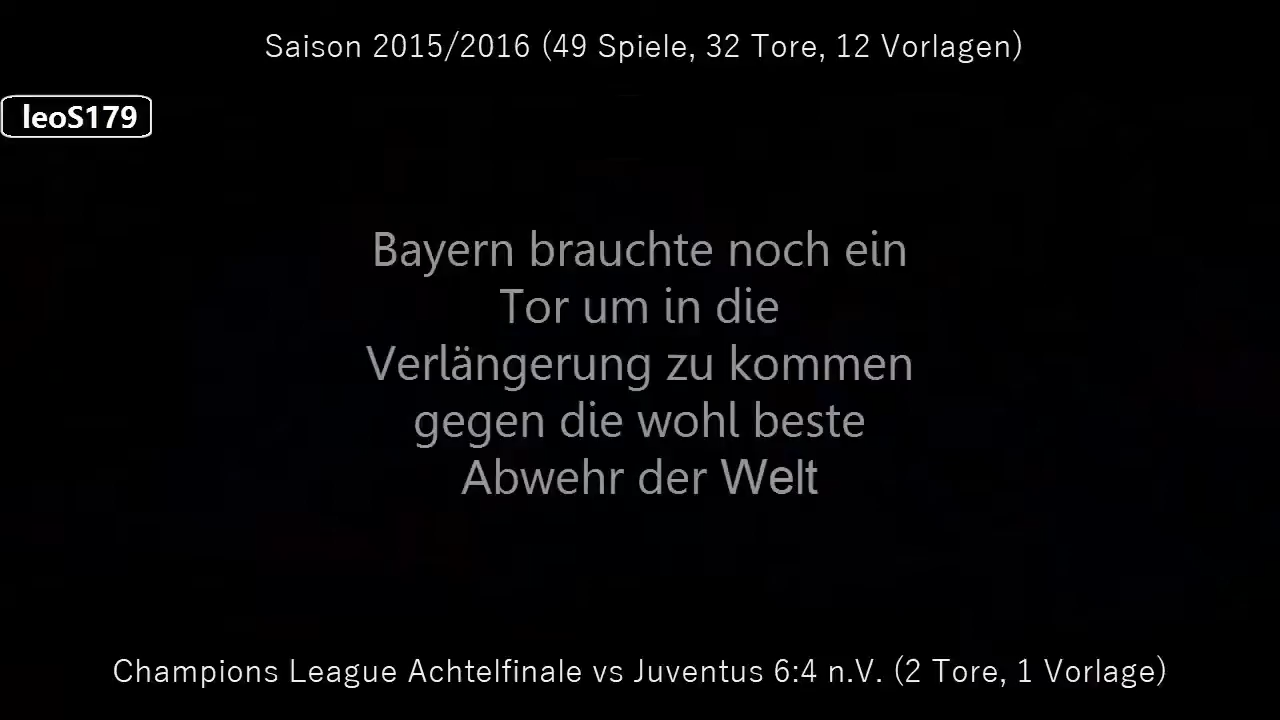 Saison 2015/2016 (49 Spiele, 32 Tore, 12 Vorlagen)
leoS179
Bayern brauchte noch ein
Tor um in die
Verlängerung zu kommen
gegen die wohl beste
Abwehr der Welt
Champions League Achtelfinale vs Juventus 6:4 n.V. (2 Tore, 1 Vorlage)